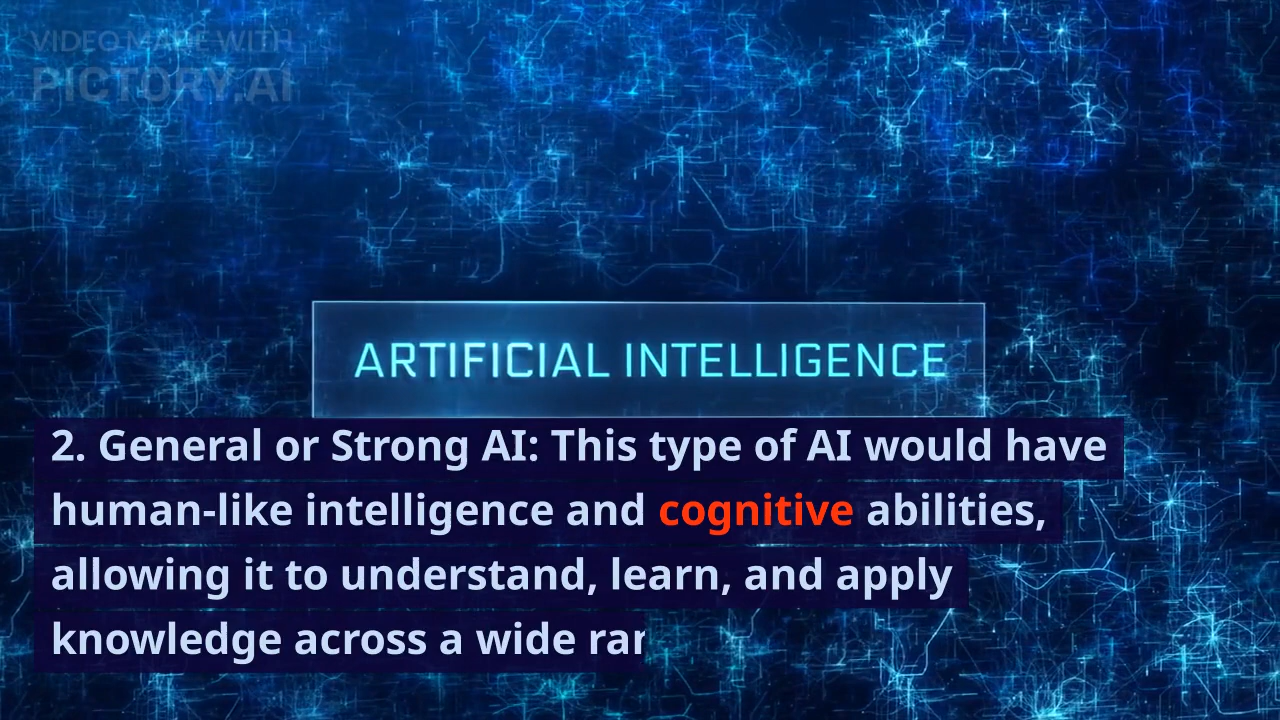 VIDEO MADE WITH
PICTORY.AI
ARTIFICIAL INTELLIGENCE
2. General or Strong AI: This type of AI would have
human-like intelligence and cognitive abilities,
allowing it to understand, learn, and apply
knowledge across a wide